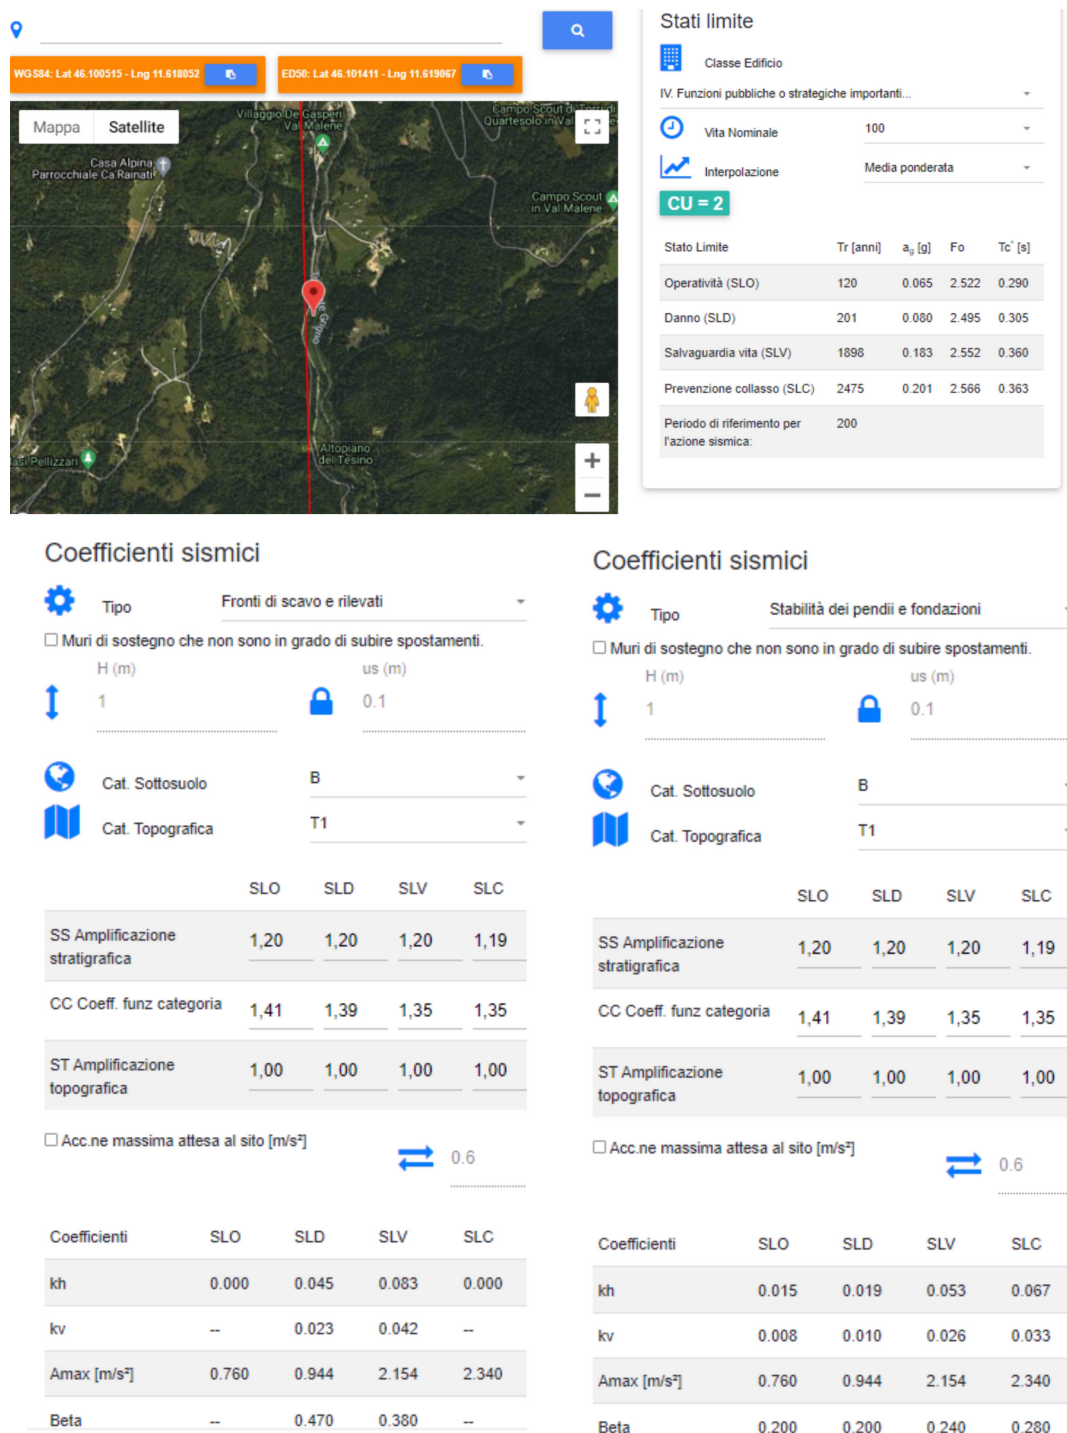 WGS84: Lat 46.100515 - Lng 11.618052
ED50: Lat 46.101411 - Lng 11.619067
Mappa Satellite
Villaggio De Gasperi
- Val Malene
Campo Scout di Torri di
Quartesolo in Val
Casa Alpina
Parrocchiale Ca Rainati
Campo Scout
in Val Malene
Grigno
Altopiano
del Tesino
asi Pellizzari
+
−
Stati limite
Classe Edificio
IV. Funzioni pubbliche o strategiche importanti...
Vita Nominale 100
Interpolazione Media ponderata
CU = 2
Stato Limite Tr [anni] ag [g] Fo Tc* [s]
Operatività (SLO) 120 0.065 2.522 0.290
Danno (SLD) 201 0.080 2.495 0.305
Salvaguardia vita (SLV) 1898 0.183 2.552 0.360
Prevenzione collasso (SLC) 2475 0.201 2.566 0.363
Periodo di riferimento per 200
l'azione sismica:
Coefficienti sismici
Tipo Fronti di scavo e rilevati
Muri di sostegno che non sono in grado di subire spostamenti.
H (m) us (m)
1 0.1
Cat. Sottosuolo B
Cat. Topografica T1
SLO SLD SLV SLC
SS Amplificazione 1,20 1,20 1,20 1,19
stratigrafica
CC Coeff. funz categoria 1,41 1,39 1,35 1,35
ST Amplificazione 1,00 1,00 1,00 1,00
topografica
Acc.ne massima attesa al sito [m/s²]
0.6
Coefficienti SLO SLD SLV SLC
kh 0.000 0.045 0.083 0.000
kv -- 0.023 0.042 --
Amax [m/s²] 0.760 0.944 2.154 2.340
Beta -- 0.470 0.380 --
Coefficienti sismici
Tipo Stabilità dei pendii e fondazioni
Muri di sostegno che non sono in grado di subire spostamenti.
H (m) us (m)
1 0.1
Cat. Sottosuolo B
Cat. Topografica T1
SLO SLD SLV SLC
SS Amplificazione 1,20 1,20 1,20 1,19
stratigrafica
CC Coeff. funz categoria 1,41 1,39 1,35 1,35
ST Amplificazione 1,00 1,00 1,00 1,00
topografica
Acc.ne massima attesa al sito [m/s²]
0.6
Coefficienti SLO SLD SLV SLC
kh 0.015 0.019 0.053 0.067
kv 0.008 0.010 0.026 0.033
Amax [m/s²] 0.760 0.944 2.154 2.340
Beta 0.200 0.200 0.240 0.280